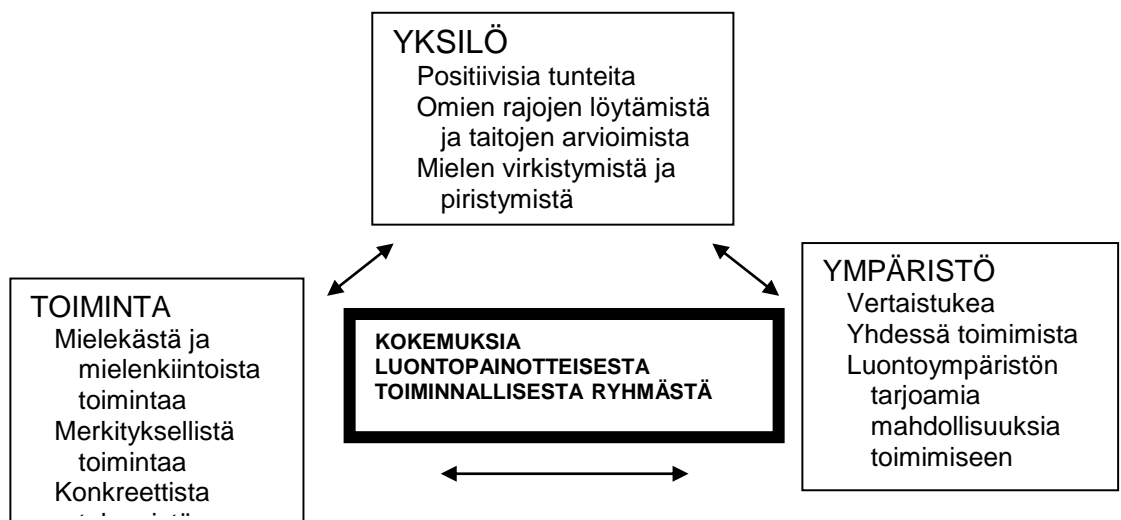 YKSILÖ
Positiivisia tunteita
Omien rajojen löytämistä
ja taitojen arvioimista
Mielen virkistymistä ja
piristymistä
TOIMINTA
Mielekästä ja
mielenkiintoista
toimintaa
Merkityksellistä
toimintaa
Konkreettista
KOKEMUKSIA
LUONTOPAINOTTEISESTA
TOIMINNALLISESTA RYHMÄSTÄ
YMPÄRISTÖ
Vertaistukea
Yhdessä toimimista
Luontoympäristön
tarjoamia
mahdollisuuksia
toimimiseen